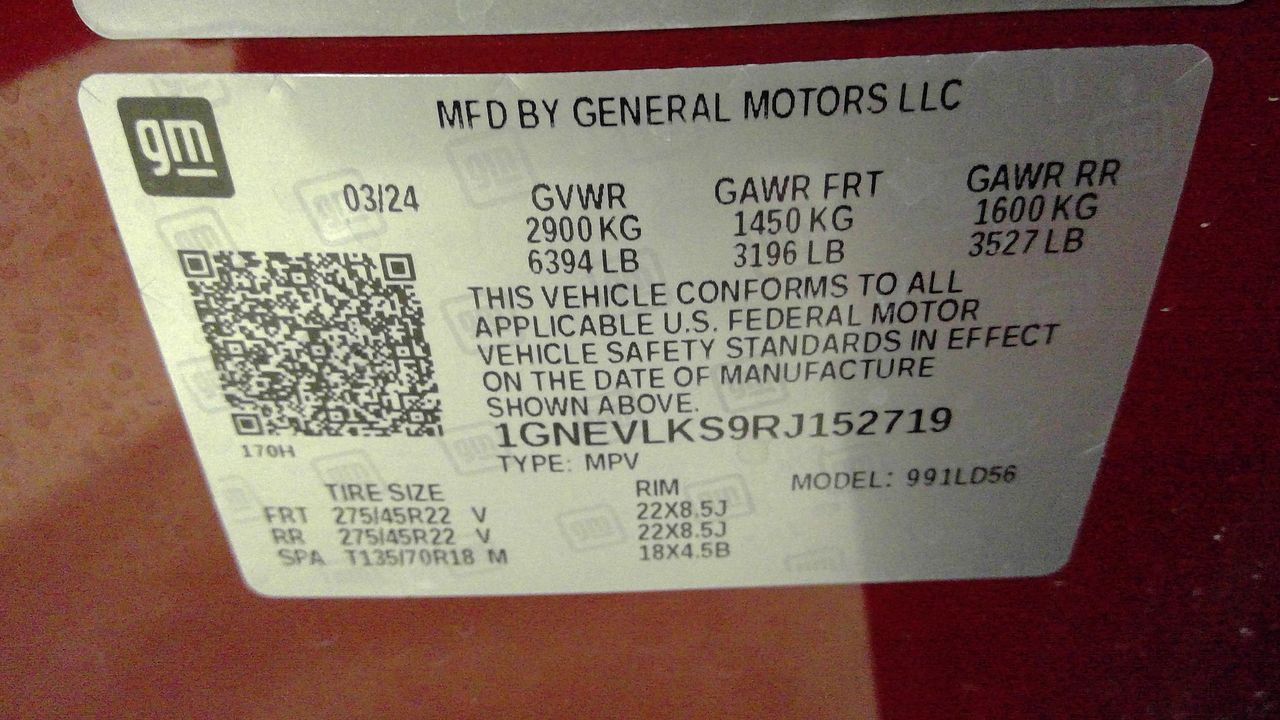 gm
MFD BY GENERAL MOTORS LLC
03/24 GVWR GAWR FRT GAWR RR
2900 KG 1450 KG 1600 KG
6394 LB 3196 LB 3527 LB
THIS VEHICLE CONFORMS TO ALL
APPLICABLE U.S. FEDERAL MOTOR
VEHICLE SAFETY STANDARDS IN EFFECT
ON THE DATE OF MANUFACTURE
SHOWN ABOVE.
1GNEVLKS9RJ152719
170H
TYPE: MPV MODEL: 991LD56
TIRE SIZE RIM
FRT 275/45R22 V 22X8.5J
RR 275/45R22 V 22X8.5J
SPA T135/70R18 M 18X4.5B